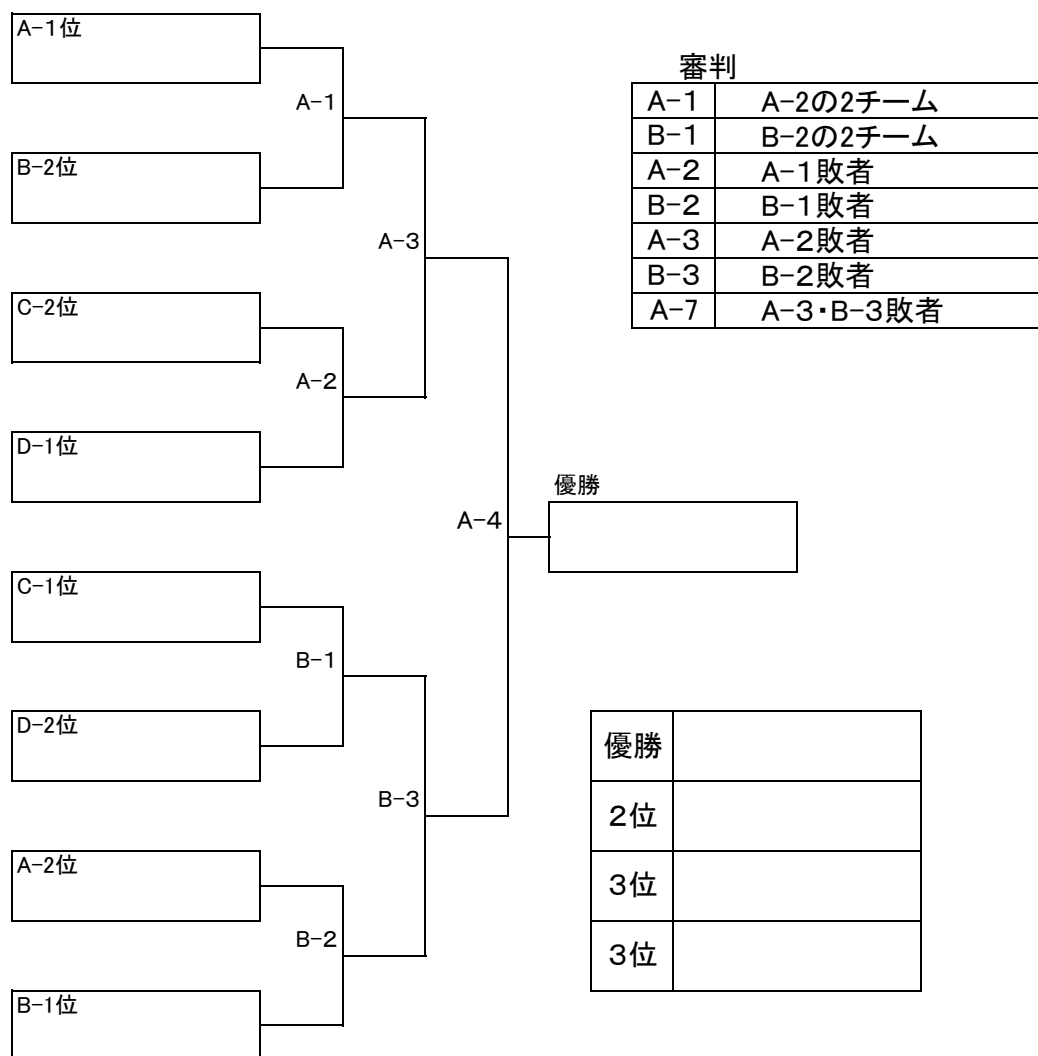 A-1位
A-1
B-2位
A-3
C-2位
A-2
D-1位
A-4
優勝
C-1位
B-1
D-2位
B-3
A-2位
B-2
B-1位
審判
A-1 A-2の2チーム
B-1 B-2の2チーム
A-2 A-1敗者
B-2 B-1敗者
A-3 A-2敗者
B-3 B-2敗者
A-7 A-3・B-3敗者
優勝
2位
3位
3位